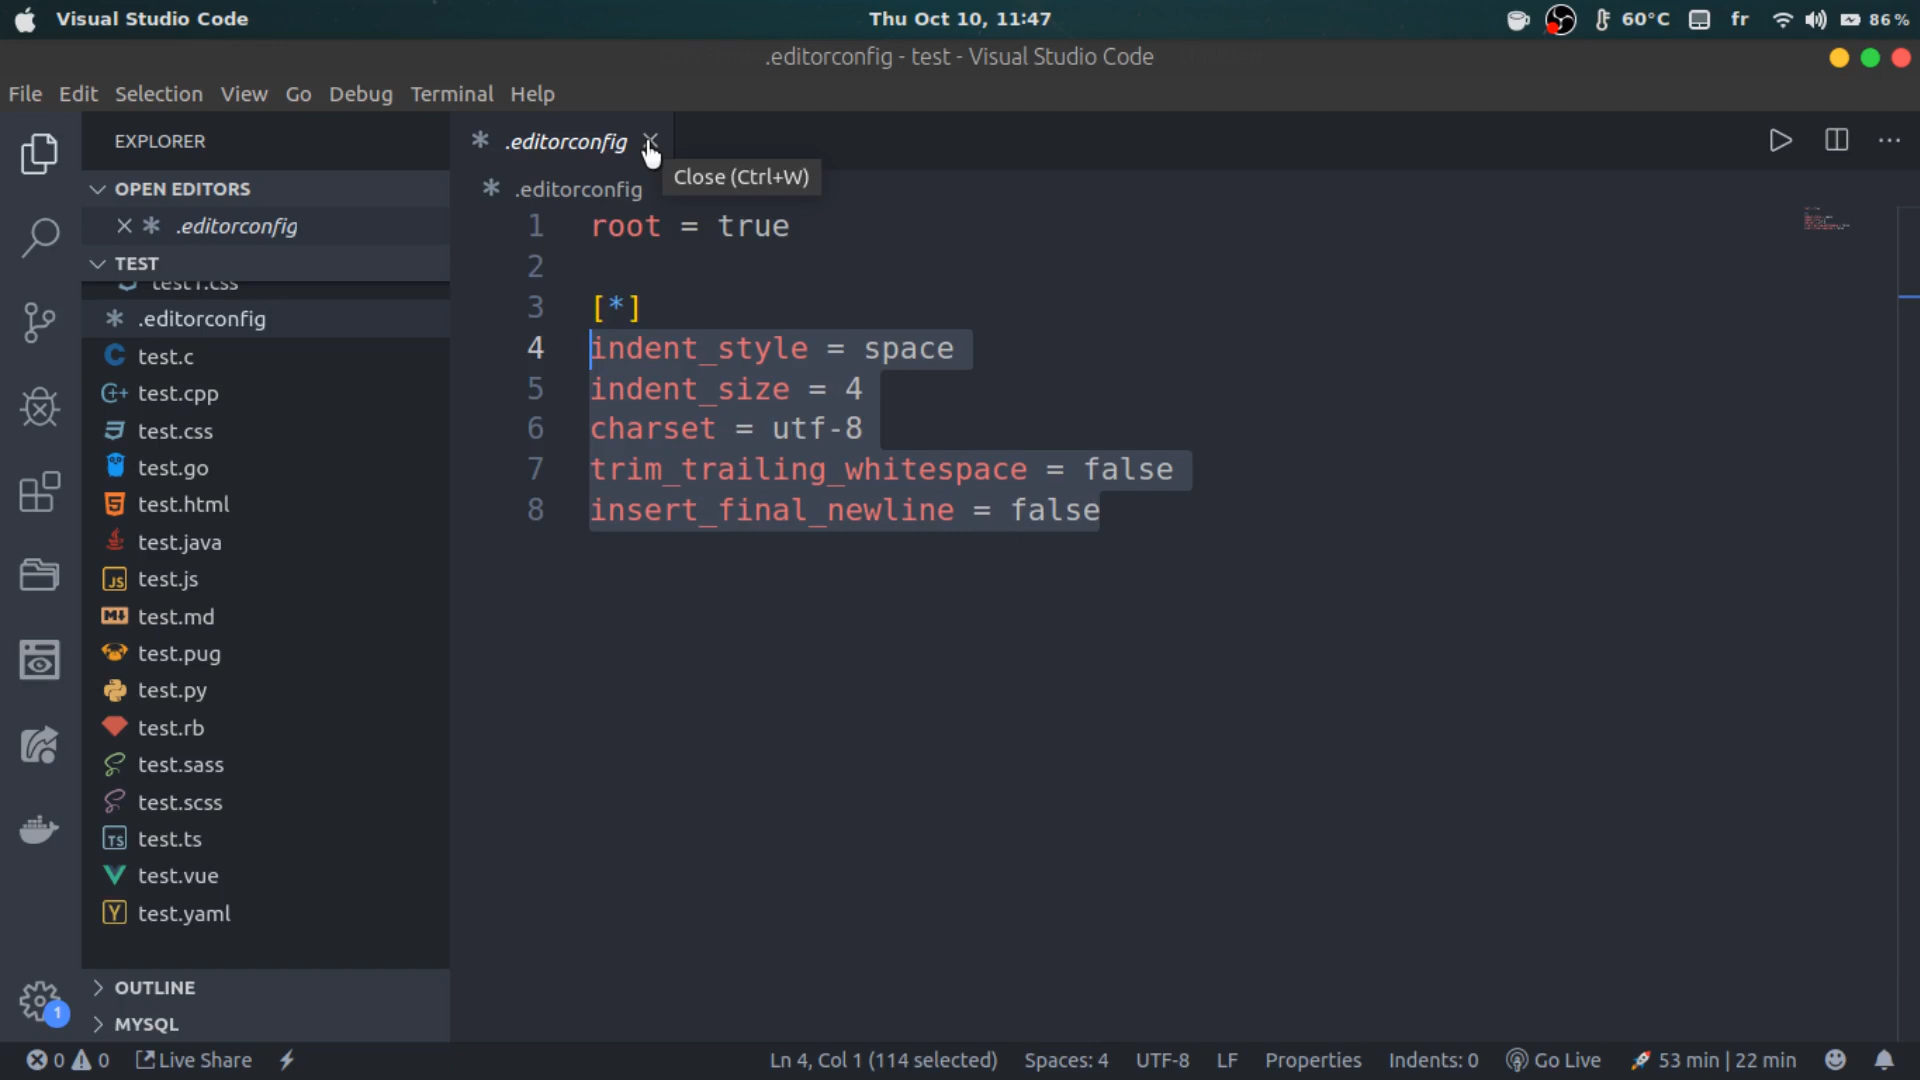 Visual Studio Code
Thu Oct 10, 11:47
60°C
fr
86%
.editorconfig - test - Visual Studio Code
File Edit Selection View Go Debug Terminal Help
EXPLORER
OPEN EDITORS
.editorconfig
TEST
test1.css
.editorconfig
test.c
test.cpp
test.css
test.go
test.html
test.java
test.js
test.md
test.pug
test.py
test.rb
test.sass
test.scss
test.ts
test.vue
test.yaml
OUTLINE
MYSQL
1
.editorconfig
Close (Ctrl+W)
.editorconfig
1 root = true
2
3 [*]
4 indent_style = space
5 indent_size = 4
6 charset = utf-8
7 trim_trailing_whitespace = false
8 insert_final_newline = false
0 0 Live Share
Ln 4, Col 1 (114 selected) Spaces: 4 UTF-8 LF Properties Indents: 0 Go Live 53 min | 22 min